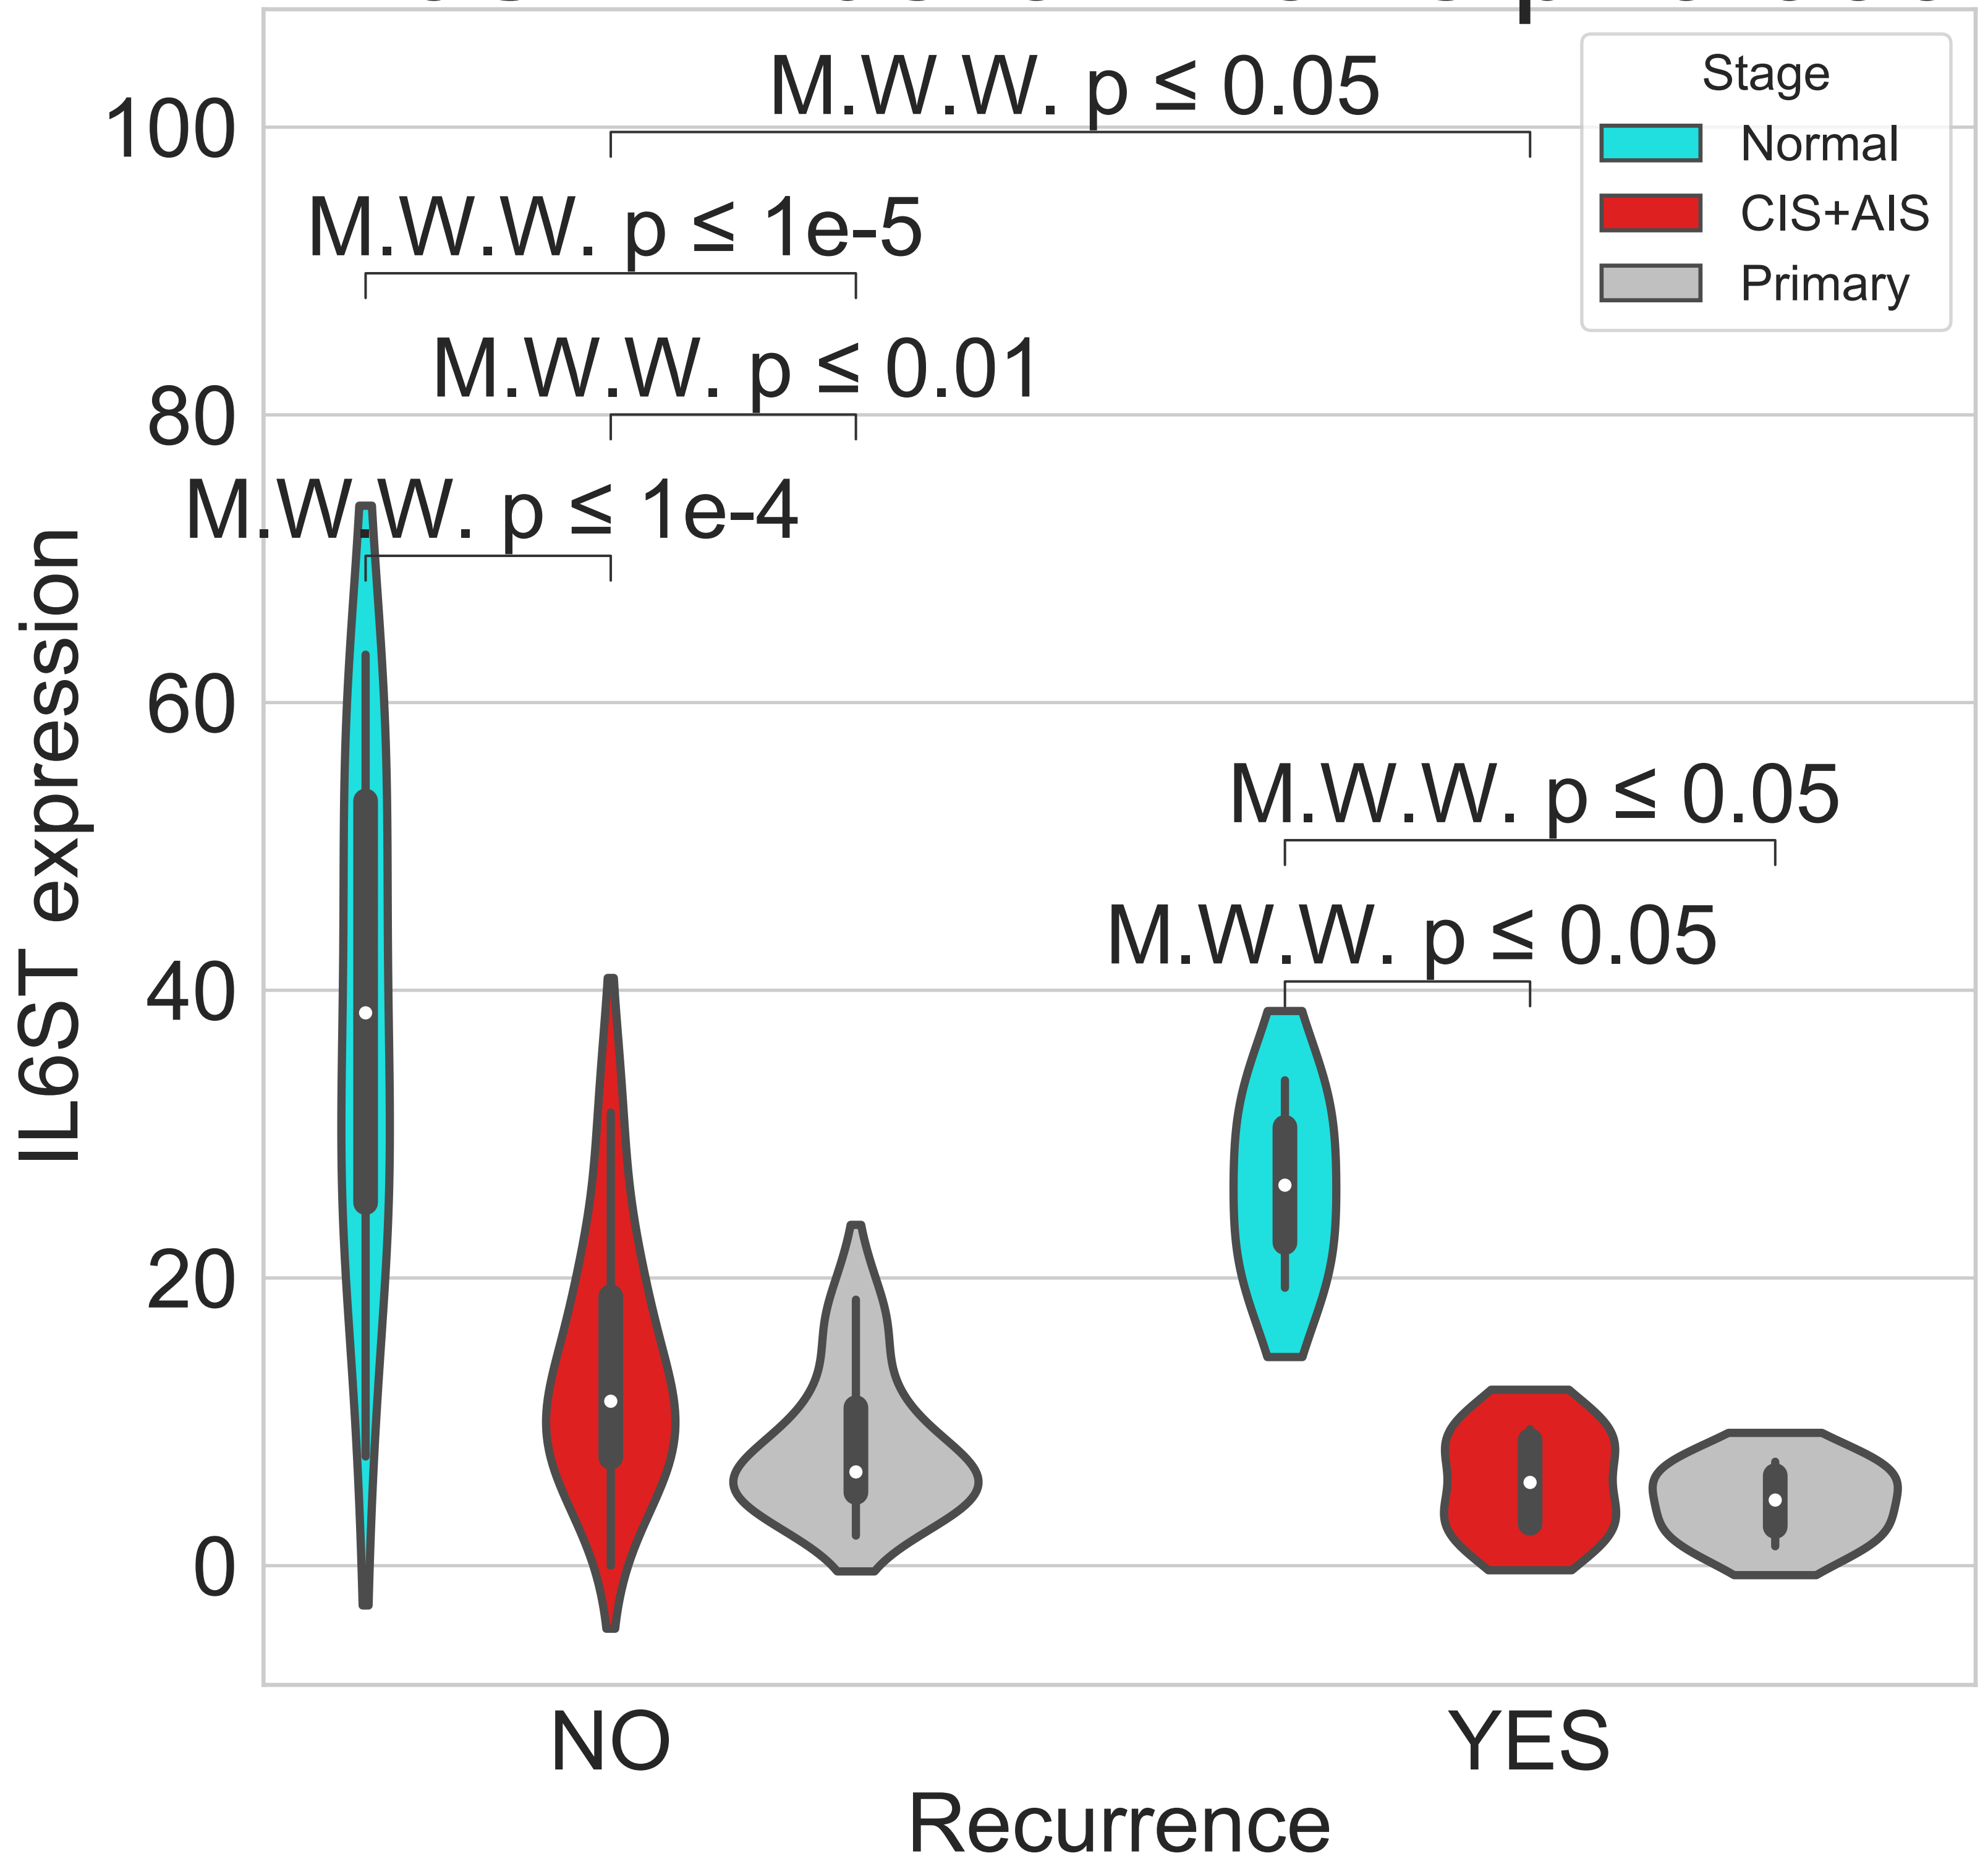 M.W.W. p ≤ 0.05
Stage
Normal
CIS+AIS
Primary
M.W.W. p ≤ 1e-5
M.W.W. p ≤ 0.01
M.W.W. p ≤ 1e-4
M.W.W. p ≤ 0.05
M.W.W. p ≤ 0.05
100
80
60
40
20
0
IL6ST expression
NO
YES
Recurrence